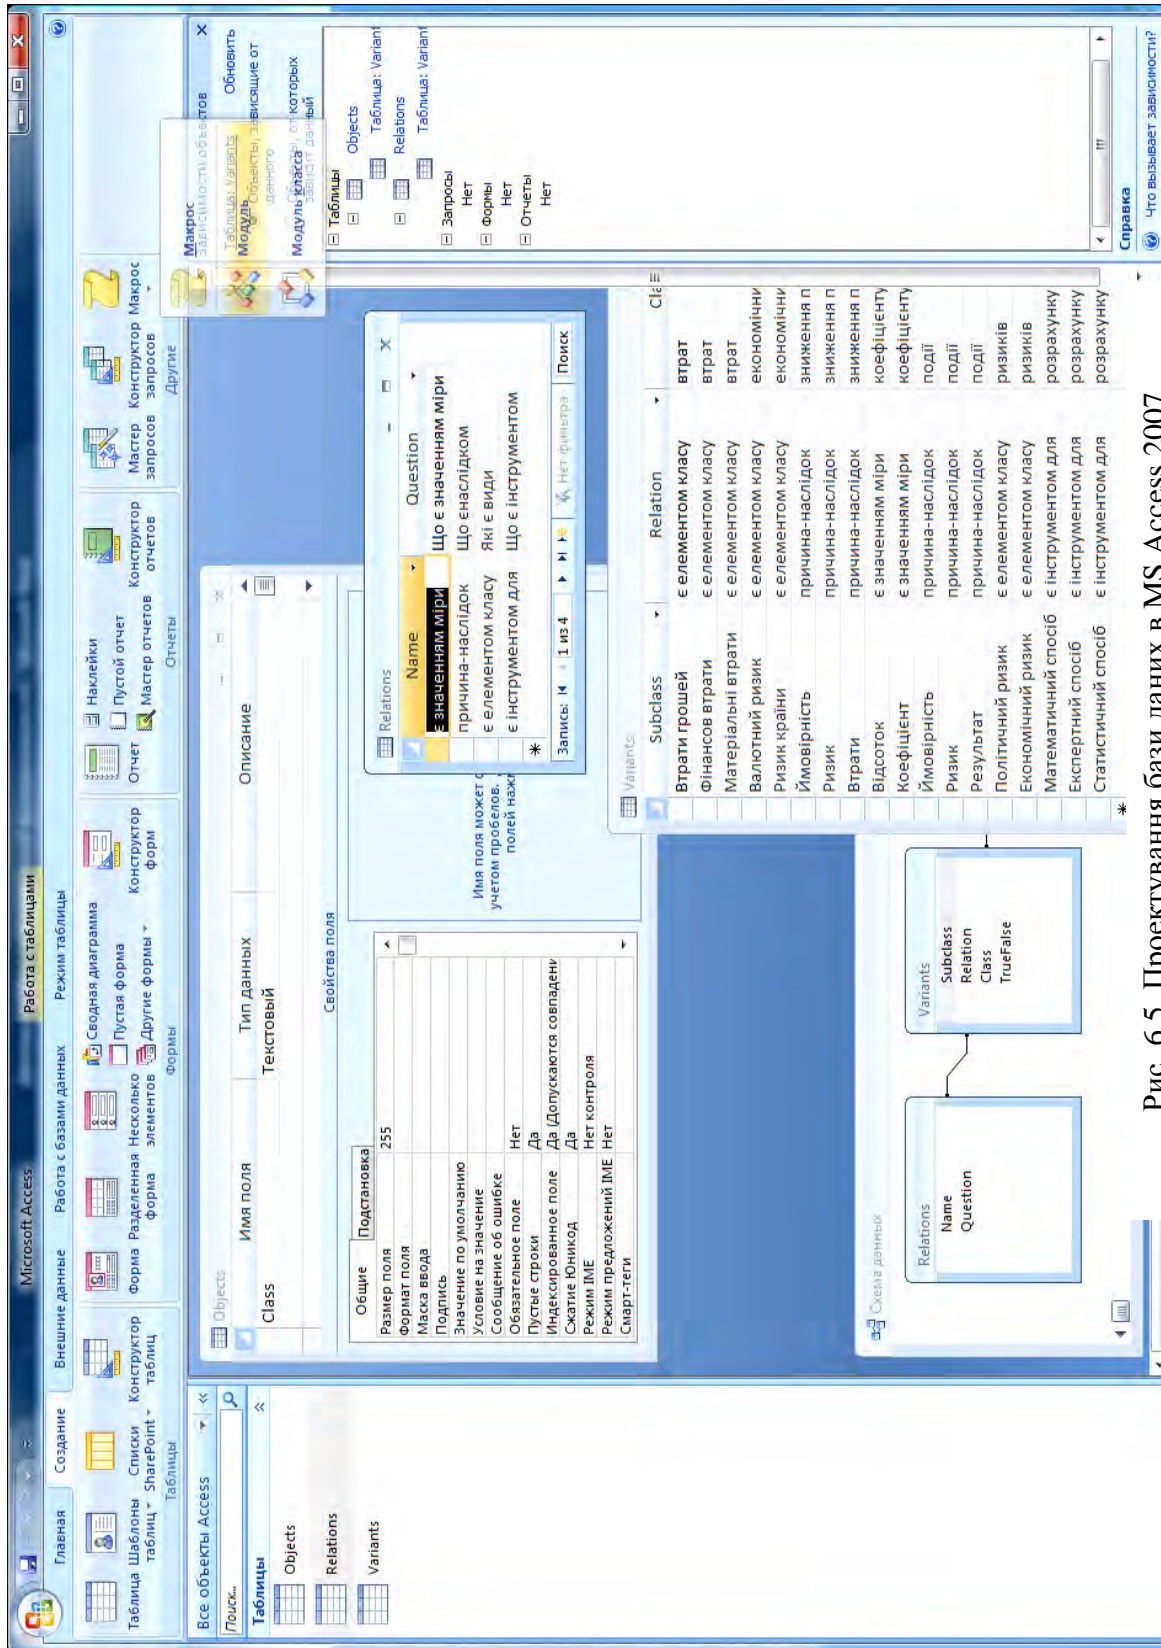 Microsoft Access
Работа с таблицами
Главная
Создание
Внешние данные
Работа с базами данных
Режим таблицы
Таблица
Шаблоны таблиц
Списки SharePoint
Конструктор таблиц
Таблицы
Форма
Разделенная форма
Несколько элементов
Сводная диаграмма
Пустая форма
Другие формы
Конструктор форм
Формы
Отчет
Наклейки
Пустой отчет
Мастер отчетов
Конструктор отчетов
Отчеты
Мастер запросов
Конструктор запросов
Макрос
Другие
Макрос
Модуль
Модуль класса
Все объекты Access
Поиск...
Таблицы
Objects
Relations
Variants
Objects
Имя поля
Тип данных
Описание
Class
Текстовый
Свойства поля
Общие
Подстановка
Размер поля 255
Формат поля
Маска ввода
Подпись
Значение по умолчанию
Условие на значение
Сообщение об ошибке
Обязательное поле Нет
Пустые строки Да
Индексированное поле Да (Допускаются совпадени
Сжатие Юникод Да
Режим IME Нет контроля
Режим предложений IME Нет
Смарт-теги
Имя поля может с
учетом пробелов.
полей наж
Relations
Name Question
є значенням міри Що є значенням міри
причина-наслідок Що єнаслідком
є елементом класу Які є види
є інструментом для Що є інструментом
Запись: 1 из 4 Нет фильтра Поиск
Variants
Subclass Relation Cla
Втрати грошей є елементом класу втрат
Фінансов втрати є елементом класу втрат
Матеріальні втрати є елементом класу втрат
Валютний ризик є елементом класу економічни
Ризик країни є елементом класу економічни
Ймовірність причина-наслідок зниження п
Ризик причина-наслідок зниження п
Втрати причина-наслідок зниження п
Відсоток є значенням міри коефіцієнту
Коефіцієнт є значенням міри коефіцієнту
Ймовірність причина-наслідок події
Ризик причина-наслідок події
Результат причина-наслідок події
Політичний ризик є елементом класу ризиків
Економічний ризик є елементом класу ризиків
Математичний спосіб є інструментом для розрахунку
Експертний спосіб є інструментом для розрахунку
Статистичний спосіб є інструментом для розрахунку
Схема данных
Relations
Name
Question
Variants
Subclass
Relation
Class
TrueFalse
Зависимости объектов
Таблица: Variants
Обновить
Объекты, зависящие от данного
Объекты, от которых зависит данный
Таблицы
Objects
Таблица: Variant
Relations
Таблица: Variant
Запросы
Нет
Формы
Нет
Отчеты
Нет
Справка
Что вызывает зависимости?
Рис. 6.5. Проектування бази даних в MS Access 2007